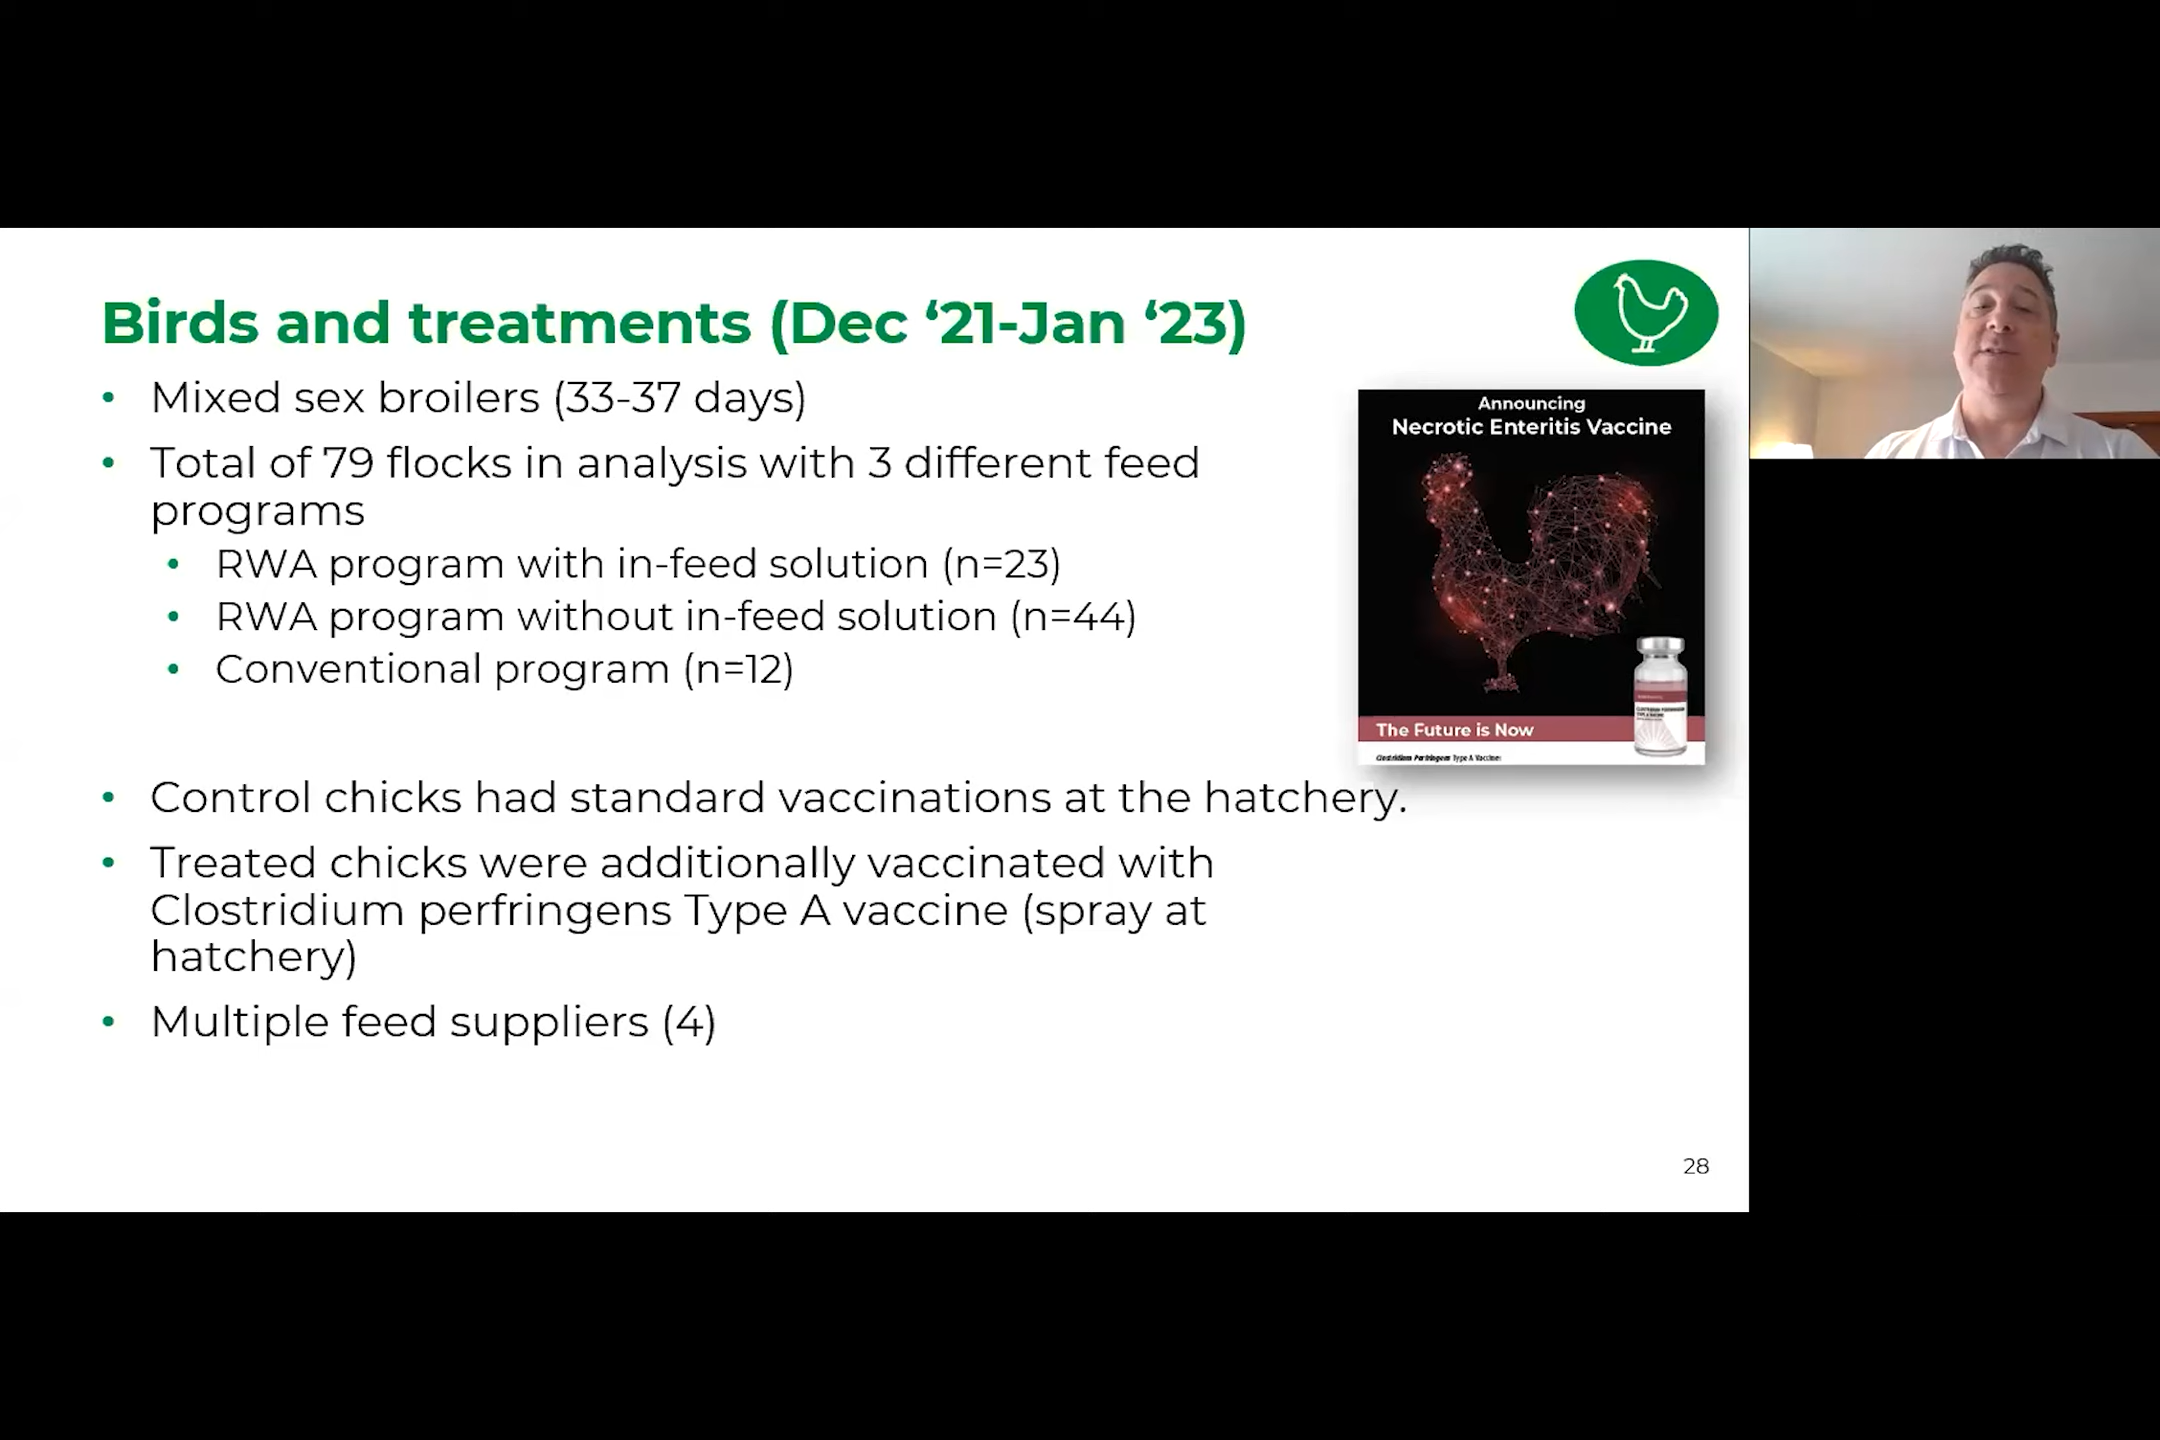 Birds and treatments (Dec ‘21-Jan ‘23)
• Mixed sex broilers (33-37 days)
• Total of 79 flocks in analysis with 3 different feed
programs
• RWA program with in-feed solution (n=23)
• RWA program without in-feed solution (n=44)
• Conventional program (n=12)
Announcing
Necrotic Enteritis Vaccine
The Future is Now
Clostridium Perfringens Type A Vaccine
• Control chicks had standard vaccinations at the hatchery.
• Treated chicks were additionally vaccinated with
Clostridium perfringens Type A vaccine (spray at
hatchery)
• Multiple feed suppliers (4)
28